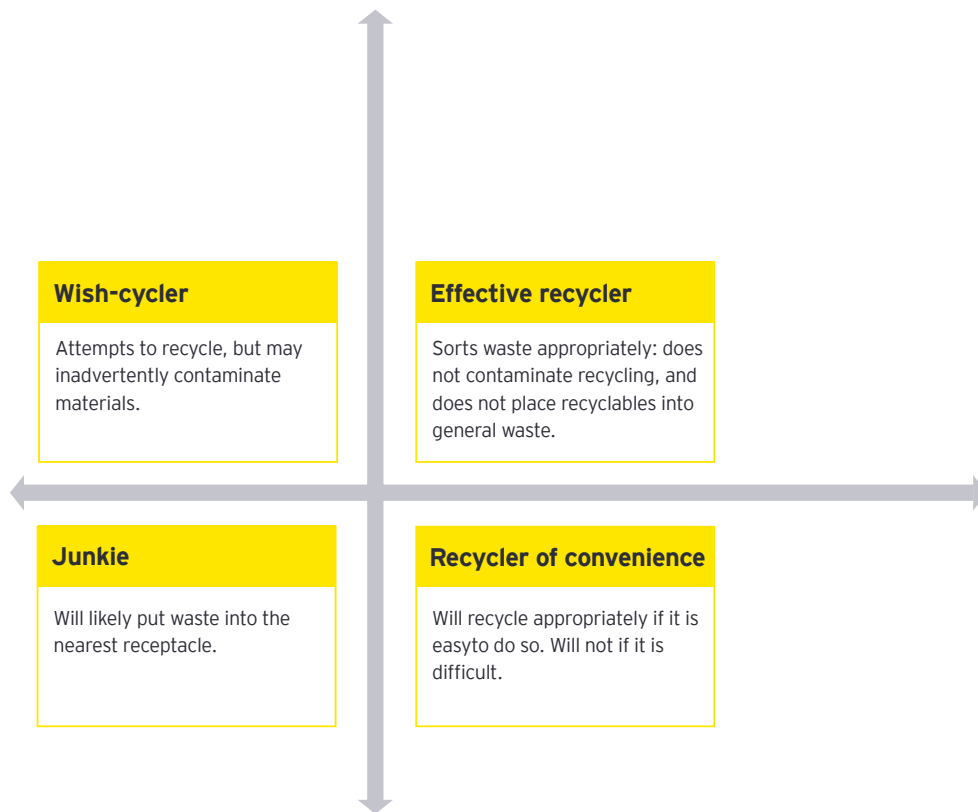 Wish-cycler
Attempts to recycle, but may
inadvertently contaminate
materials.
Effective recycler
Sorts waste appropriately: does
not contaminate recycling, and
does not place recyclables into
general waste.
Junkie
Will likely put waste into the
nearest receptacle.
Recycler of convenience
Will recycle appropriately if it is
easyto do so. Will not if it is
difficult.